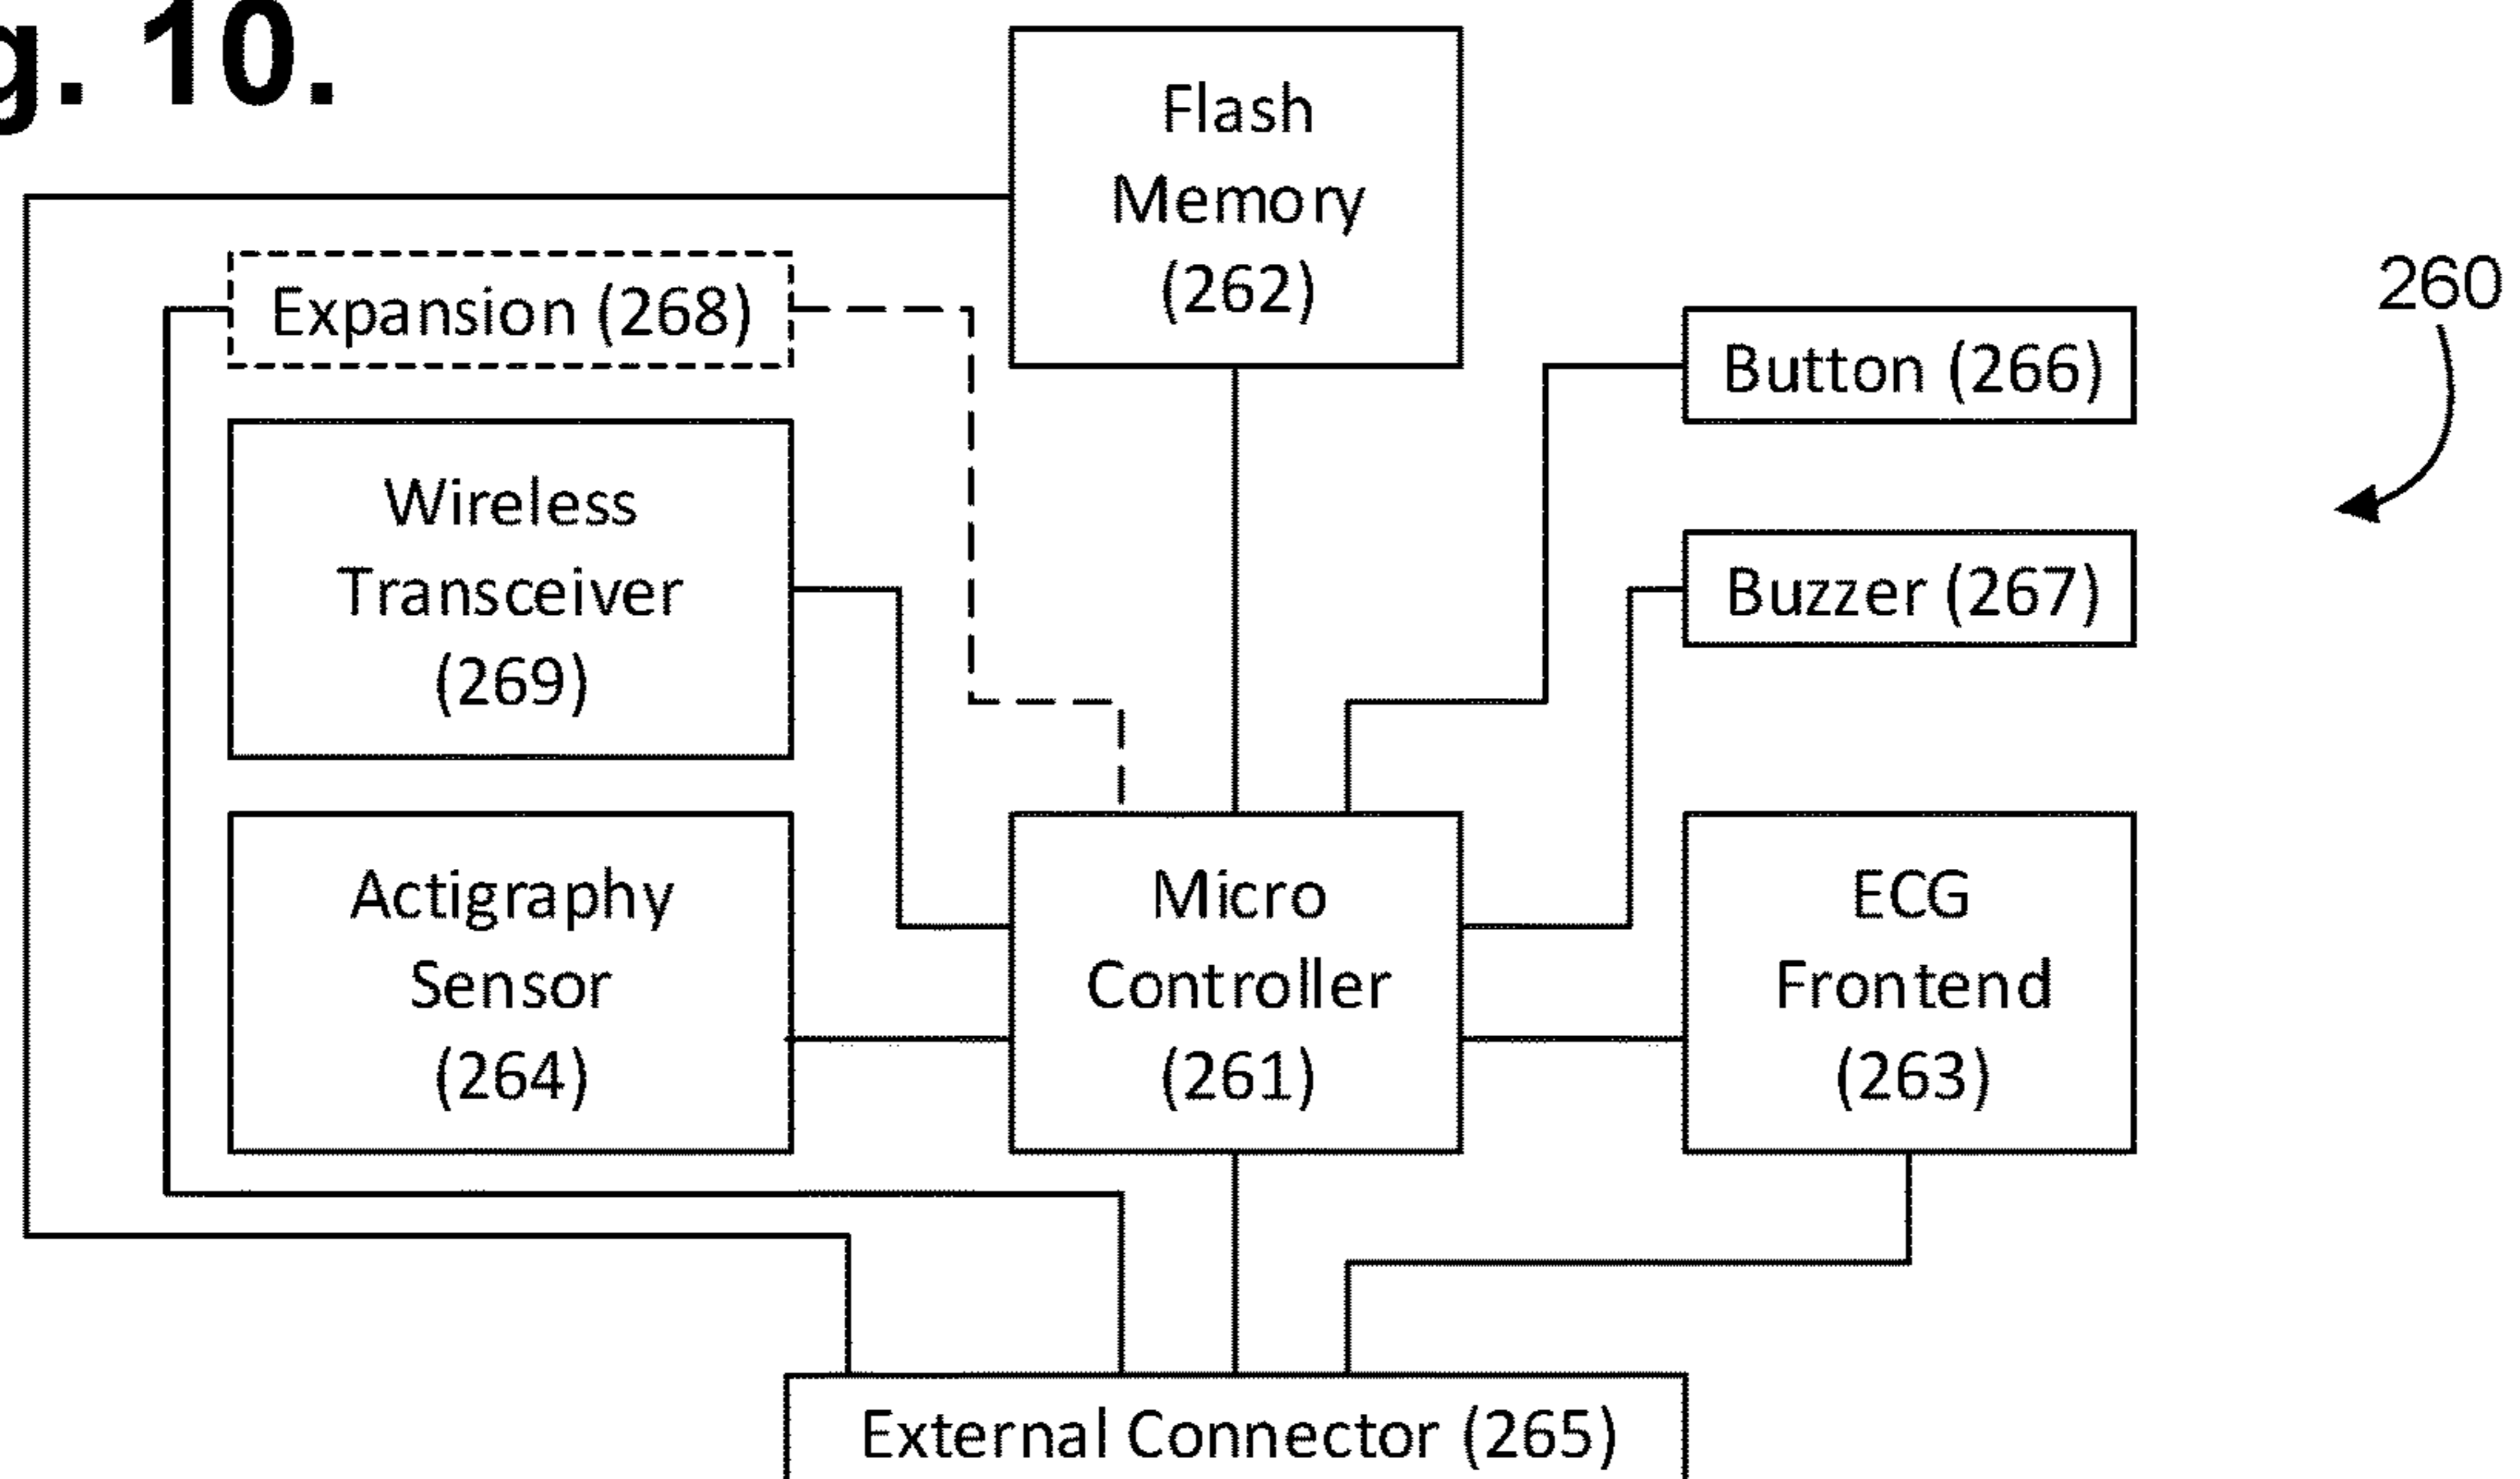 g. 10.
Flash
Memory
(262)
Expansion (268)
260
Button (266)
Wireless
Transceiver
(269)
Buzzer (267)
Actigraphy
Sensor
(264)
Micro
Controller
(261)
ECG
Frontend
(263)
External Connector (265)